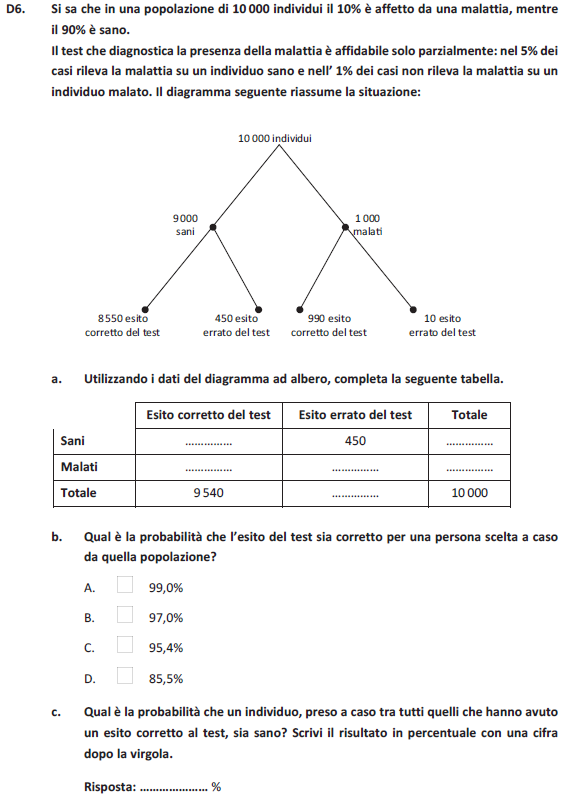 D6. Si sa che in una popolazione di 10 000 individui il 10% è affetto da una malattia, mentre
il 90% è sano.
Il test che diagnostica la presenza della malattia è affidabile solo parzialmente: nel 5% dei
casi rileva la malattia su un individuo sano e nell’ 1% dei casi non rileva la malattia su un
individuo malato. Il diagramma seguente riassume la situazione:
10 000 individui
9 000 1 000
sani malati
8 550 esito 450 esito 990 esito 10 esito
corretto del test errato del test corretto del test errato del test
a. Utilizzando i dati del diagramma ad albero, completa la seguente tabella.
Esito corretto del test Esito errato del test Totale
Sani ............... 450 ...............
Malati ............... ............... ...............
Totale 9 540 ............... 10 000
b. Qual è la probabilità che l’esito del test sia corretto per una persona scelta a caso
da quella popolazione?
A. 99,0%
B. 97,0%
C. 95,4%
D. 85,5%
c. Qual è la probabilità che un individuo, preso a caso tra tutti quelli che hanno avuto
un esito corretto al test, sia sano? Scrivi il risultato in percentuale con una cifra
dopo la virgola.
Risposta: ..................... %